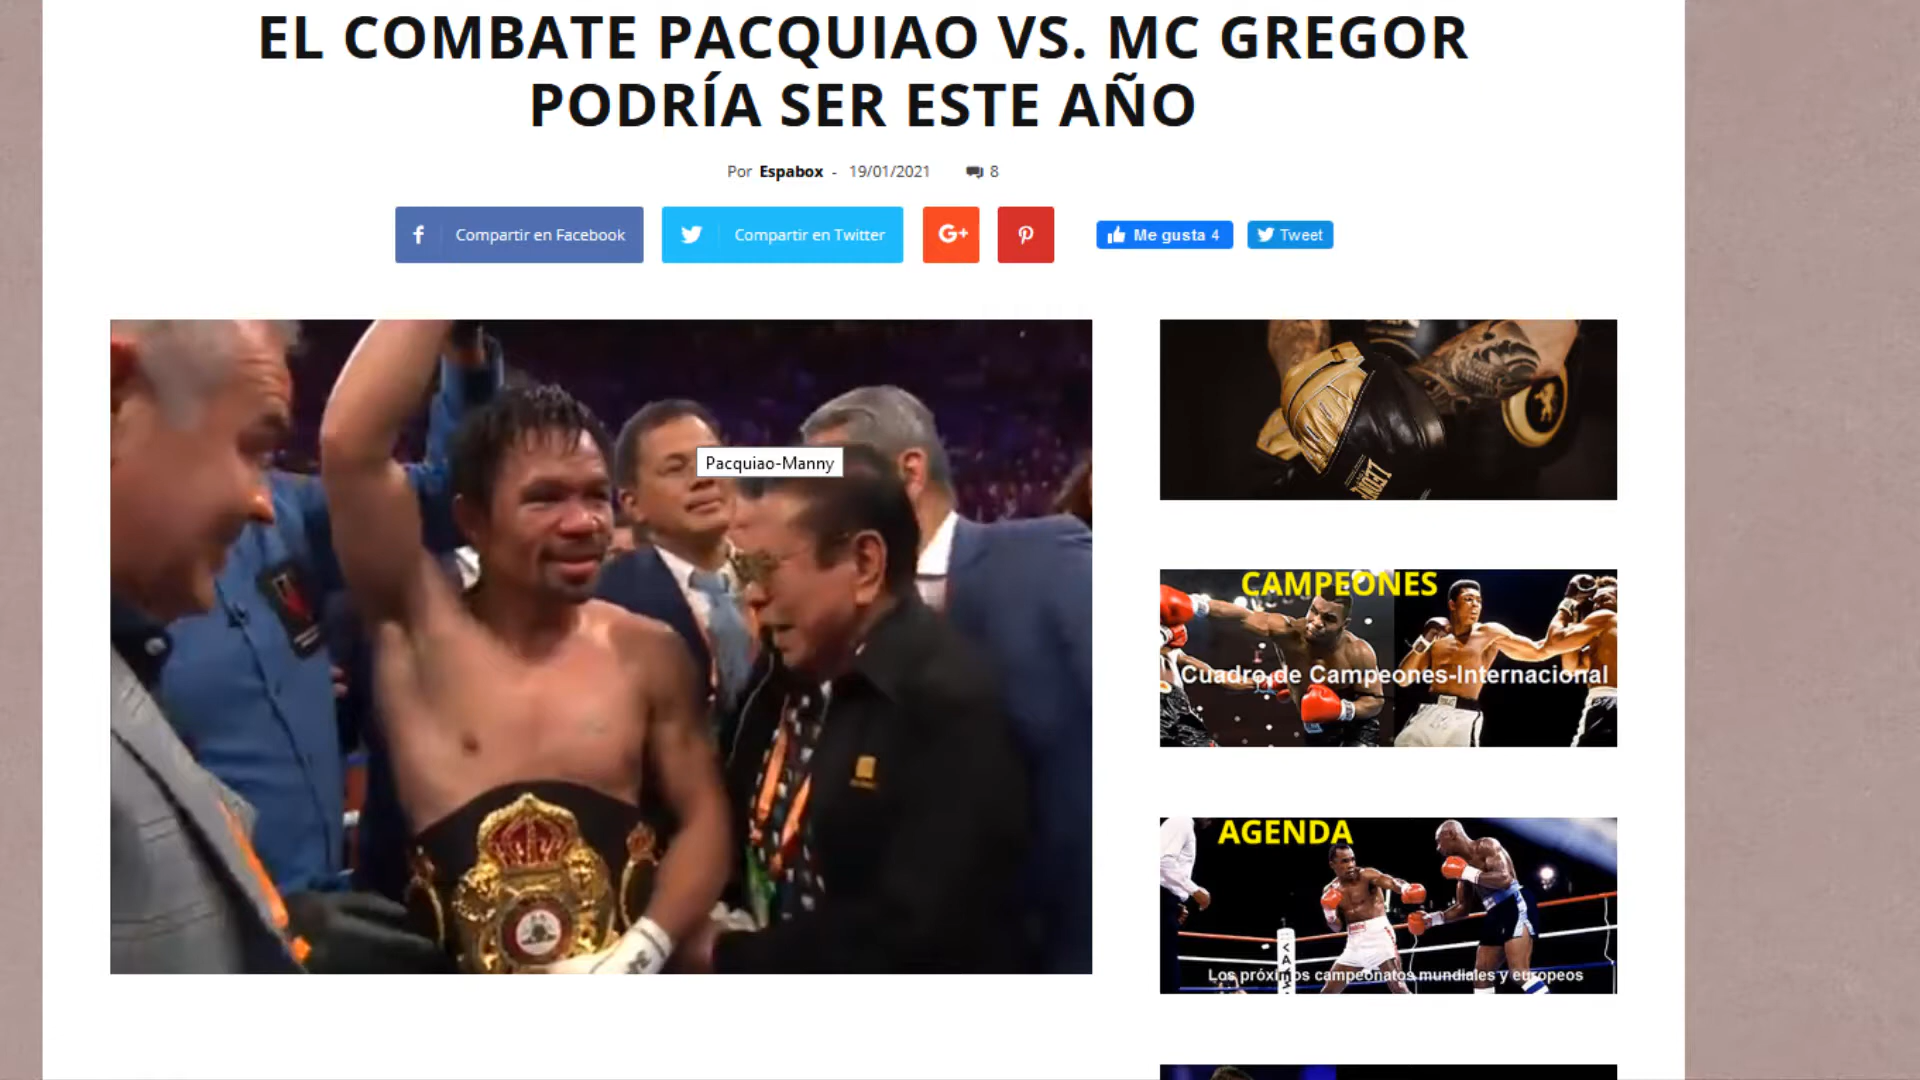 EL COMBATE PACQUIAO VS. MC GREGOR
PODRÍA SER ESTE AÑO
Por Espabox - 19/01/2021 8
f Compartir en Facebook
Compartir en Twitter
G+
Me gusta 4
Tweet
Pacquiao-Manny
LEONE
CAMPEONES
Cuadro de Campeones-Internacional
AGENDA
Los próximos campeonatos mundiales y europeos